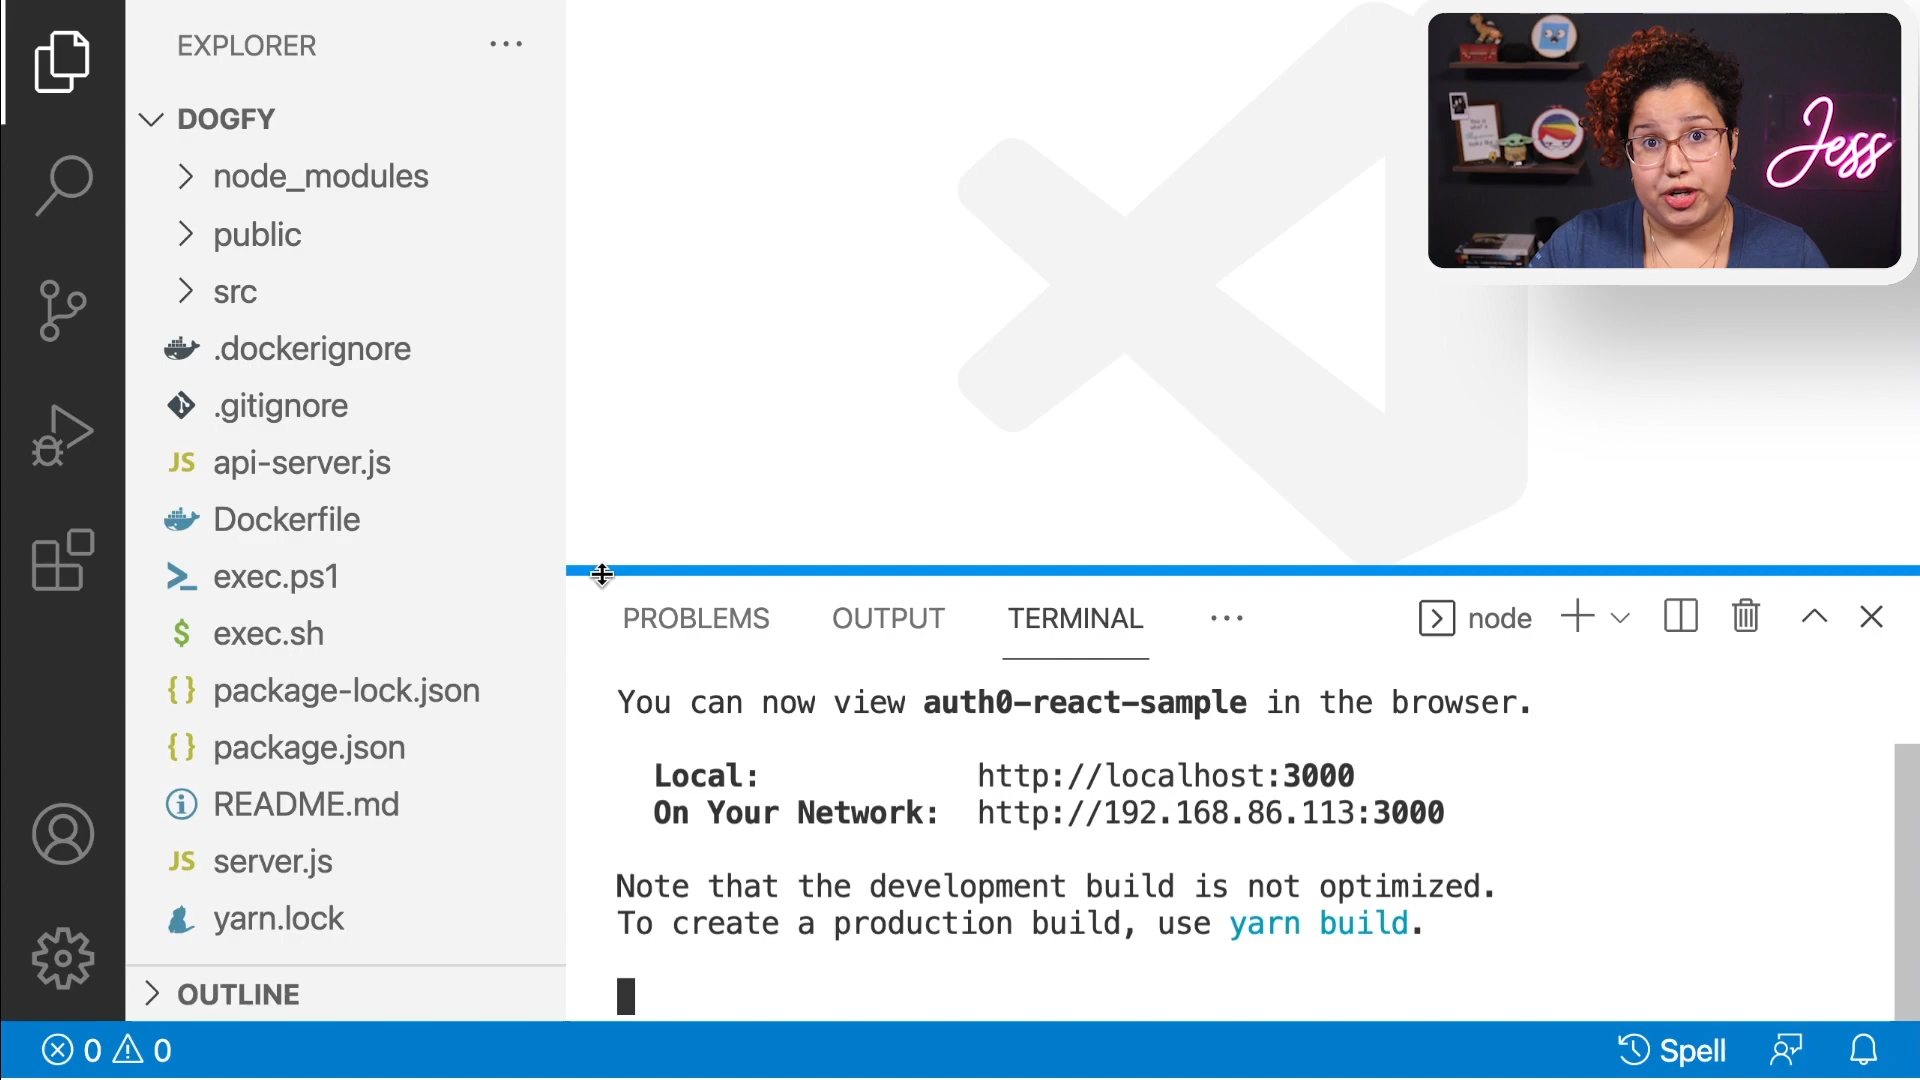 EXPLORER
DOGFY
node_modules
public
src
.dockerignore
.gitignore
JS api-server.js
Dockerfile
exec.ps1
$ exec.sh
{} package-lock.json
{} package.json
README.md
JS server.js
yarn.lock
OUTLINE
Jess
PROBLEMS OUTPUT TERMINAL node
You can now view auth0-react-sample in the browser.
Local: http://localhost:3000
On Your Network: http://192.168.86.113:3000
Note that the development build is not optimized.
To create a production build, use yarn build.
0 0 Spell